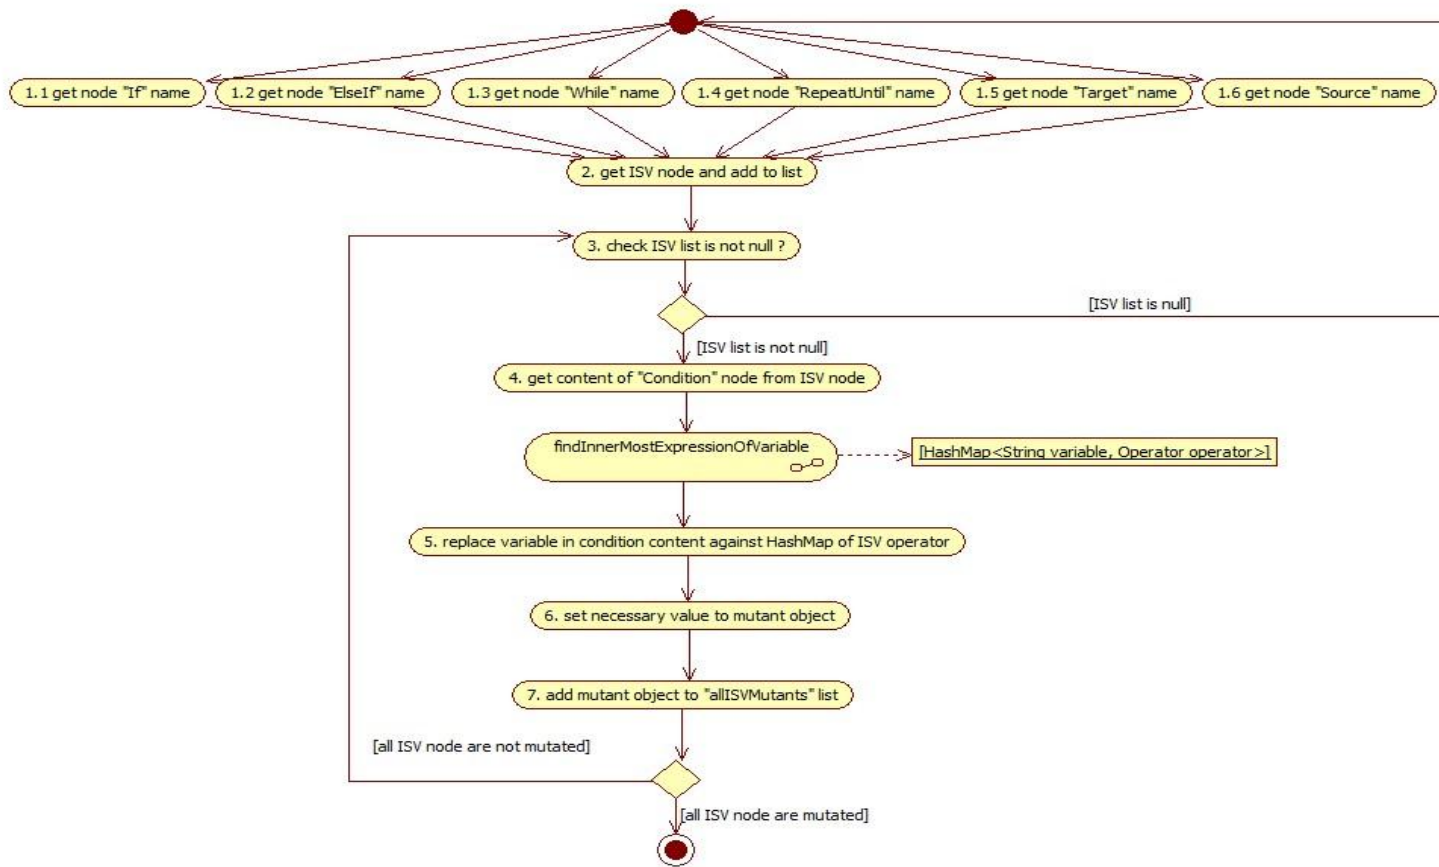 1.1 get node "If" name
1.2 get node "ElseIf" name
1.3 get node "While" name
1.4 get node "RepeatUntil" name
1.5 get node "Target" name
1.6 get node "Source" name
2. get ISV node and add to list
3. check ISV list is not null ?
[ISV list is null]
[ISV list is not null]
4. get content of "Condition" node from ISV node
findInnerMostExpressionOfVariable
[HashMap<String variable, Operator operator>]
5. replace variable in condition content against HashMap of ISV operator
6. set necessary value to mutant object
7. add mutant object to "allISVMutants" list
[all ISV node are not mutated]
[all ISV node are mutated]